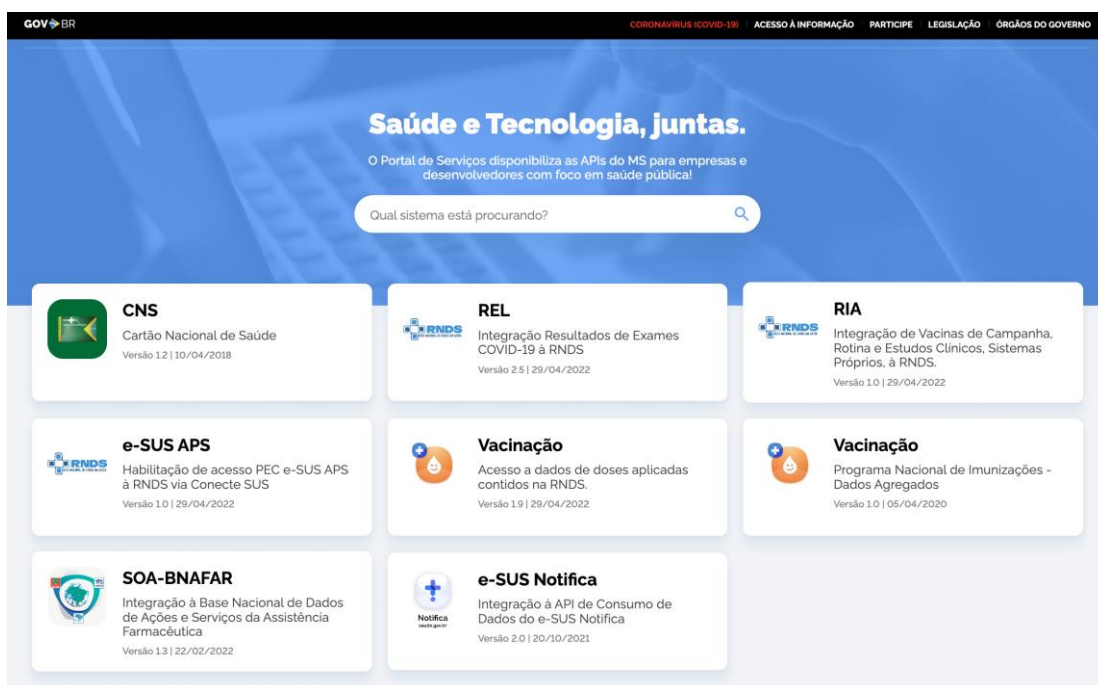 GOV BR
CORONAVÍRUS (COVID-19)
ACESSO À INFORMAÇÃO
PARTICIPE
LEGISLAÇÃO
ÓRGÃOS DO GOVERNO
Saúde e Tecnologia, juntas.
O Portal de Serviços disponibiliza as APIs do MS para empresas e
desenvolvedores com foco em saúde pública!
Qual sistema está procurando?
CNS
Cartão Nacional de Saúde
Versão 1.2 | 10/04/2018
RNDS
REL
Integração Resultados de Exames
COVID-19 à RNDS
Versão 2.5 | 29/04/2022
RNDS
RIA
Integração de Vacinas de Campanha,
Rotina e Estudos Clínicos, Sistemas
Próprios, à RNDS.
Versão 1.0 | 29/04/2022
RNDS
e-SUS APS
Habilitação de acesso PEC e-SUS APS
à RNDS via Conecte SUS
Versão 1.0 | 29/04/2022
Vacinação
Acesso a dados de doses aplicadas
contidos na RNDS.
Versão 1.9 | 29/04/2022
Vacinação
Programa Nacional de Imunizações -
Dados Agregados
Versão 1.0 | 05/04/2020
SOA-BNAFAR
Integração à Base Nacional de Dados
de Ações e Serviços da Assistência
Farmacêutica
Versão 1.3 | 22/02/2022
Notifica
saude.gov.br
e-SUS Notifica
Integração à API de Consumo de
Dados do e-SUS Notifica
Versão 2.0 | 20/10/2021